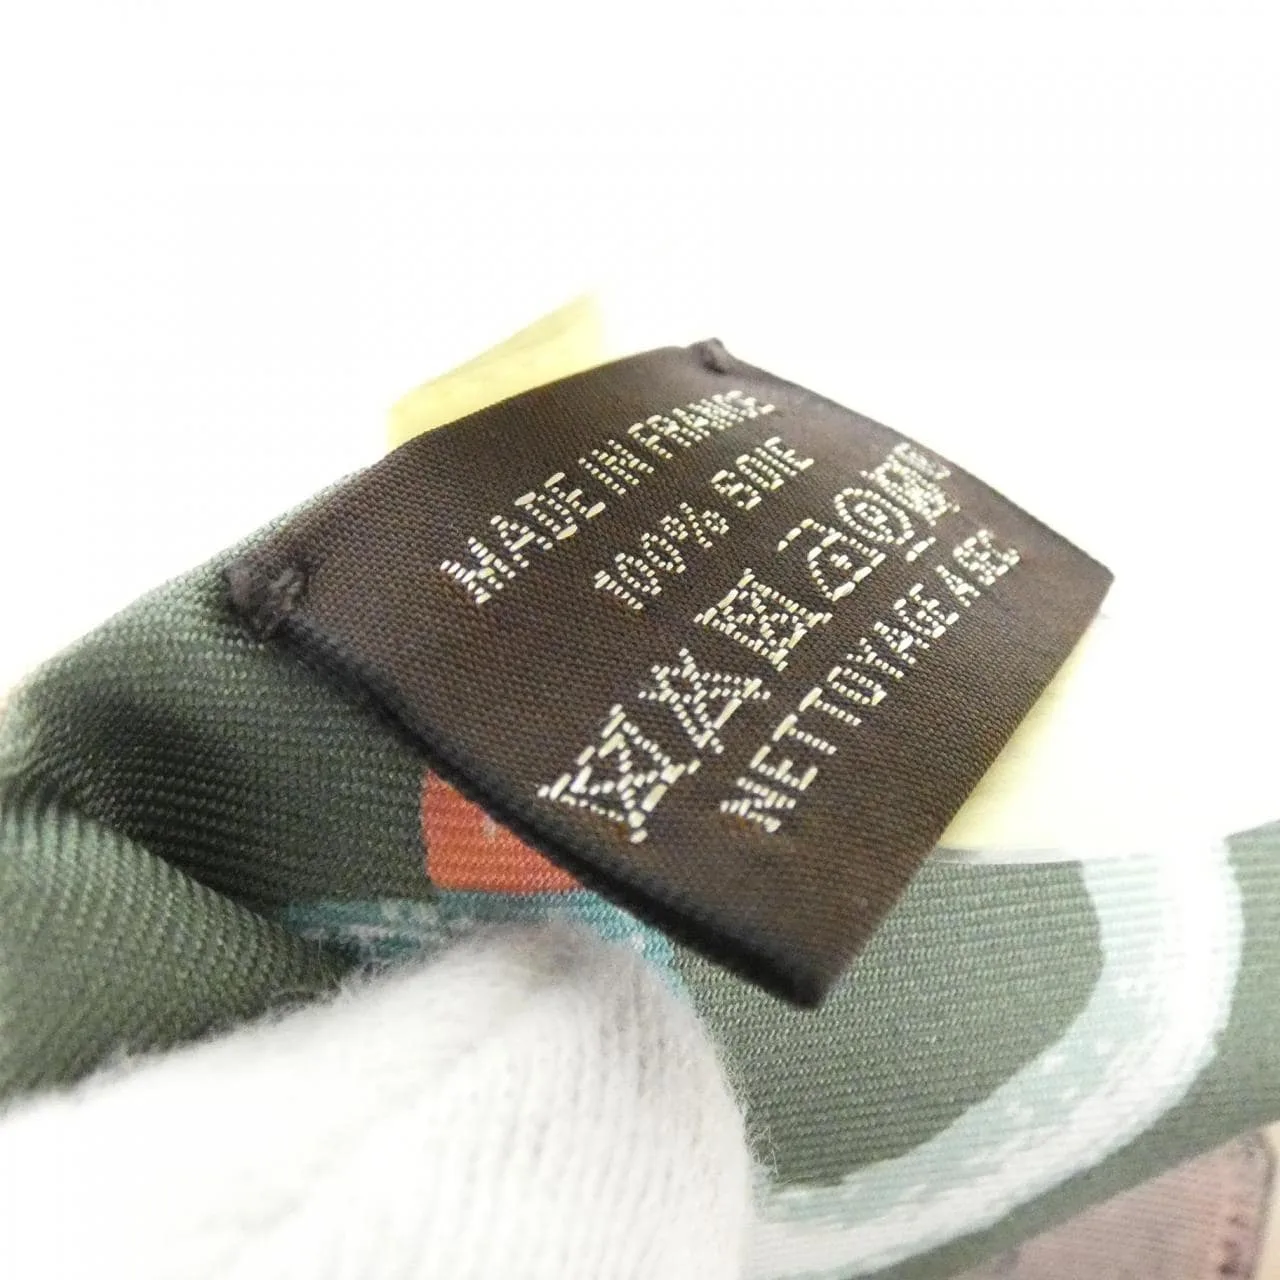 MADE IN FRANCE
100% SOIE
NETTOYAGE A SEC